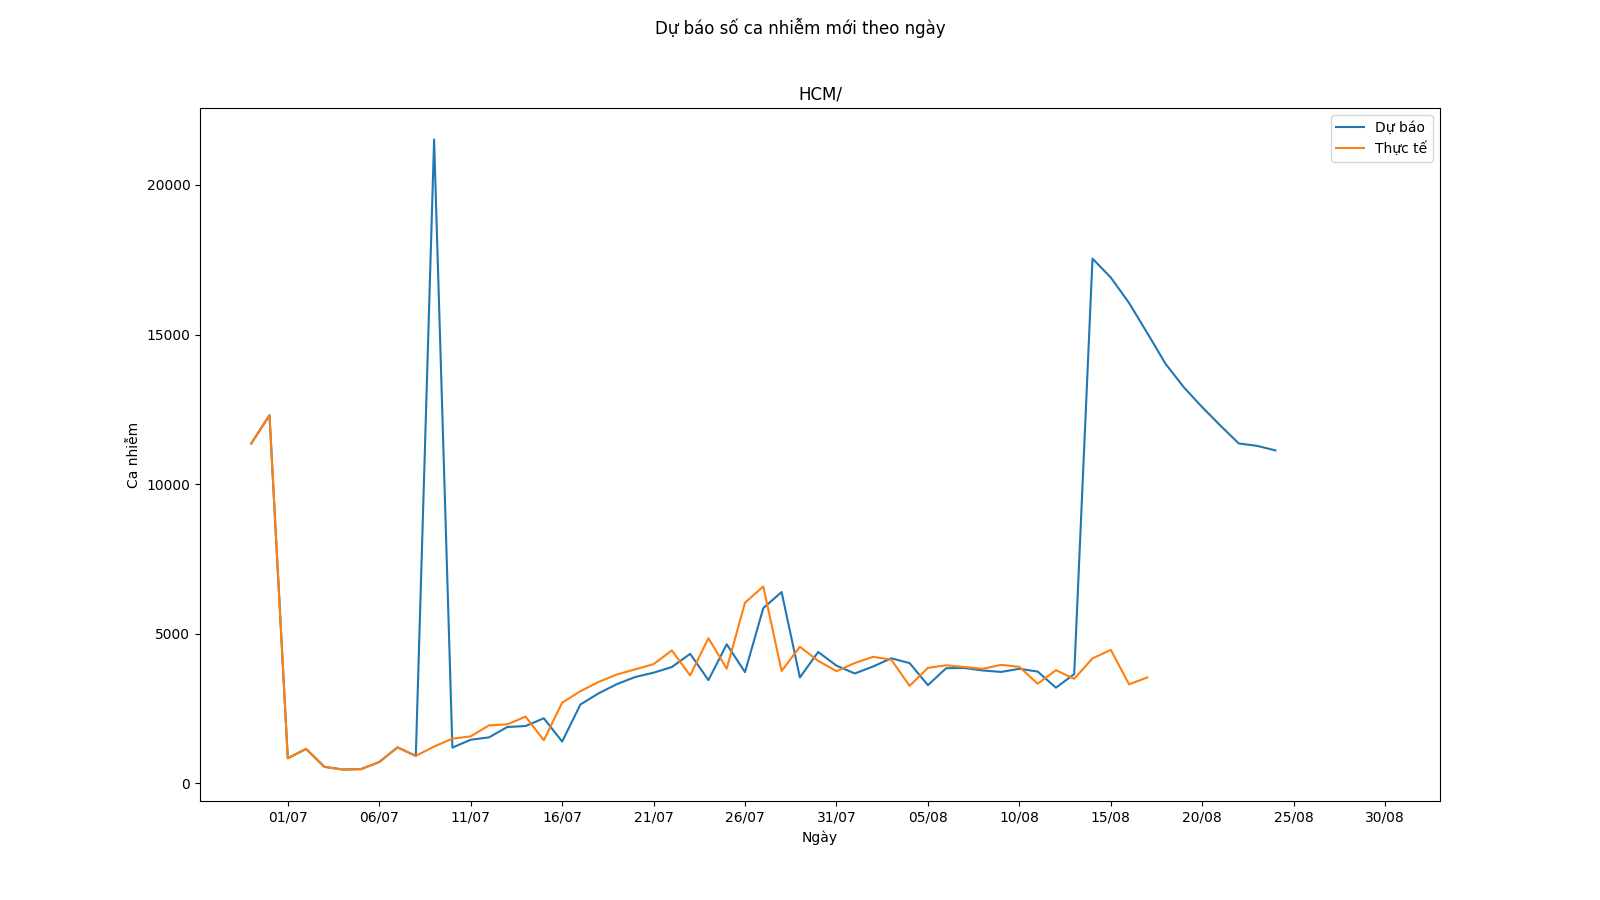 Dự báo số ca nhiễm mới theo ngày
HCM/
Dự báo
Thực tế
20000
15000
10000
5000
0
Ca nhiễm
01/07 06/07 11/07 16/07 21/07 26/07 31/07 05/08 10/08 15/08 20/08 25/08 30/08
Ngày